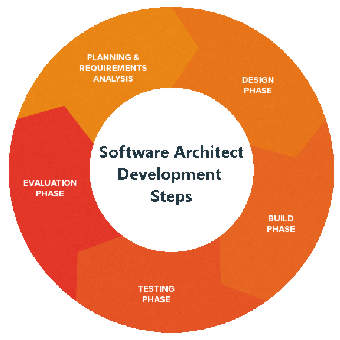 PLANNING &
REQUIREMENTS
ANALYSIS
DESIGN
PHASE
Software Architect
Development
Steps
EVALUATION
PHASE
BUILD
PHASE
TESTING
PHASE